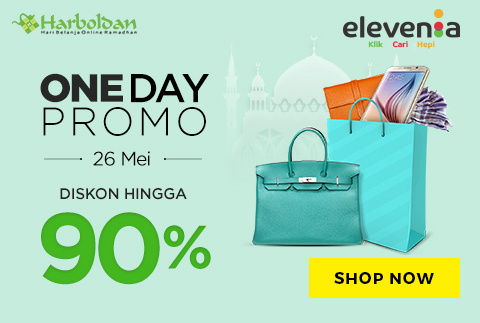 Harboldan
Hari Belanja Online Ramadhan
elevenia
Klik Cari Hepi
ONE DAY
PROMO
26 Mei
DISKON HINGGA
90%
SHOP NOW